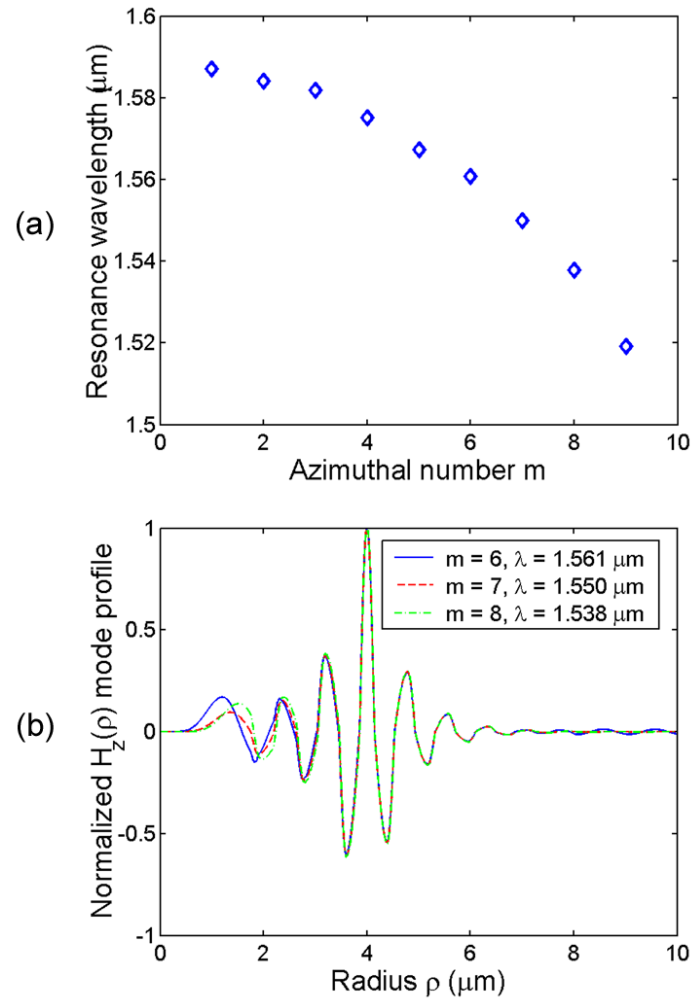 (a)
Resonance wavelength (μm)
1.6
1.58
1.56
1.54
1.52
1.5
0 2 4 6 8 10
Azimuthal number m
(b)
Normalized H_z(ρ) mode profile
1
0.5
0
-0.5
-1
m = 6, λ = 1.561 μm
m = 7, λ = 1.550 μm
m = 8, λ = 1.538 μm
0 2 4 6 8 10
Radius ρ (μm)